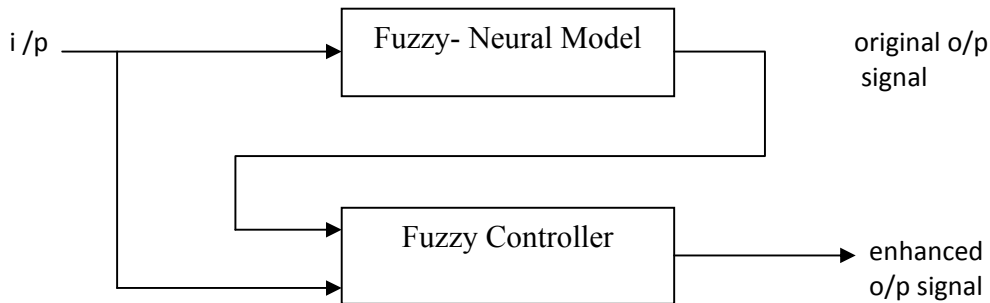 i /p
Fuzzy- Neural Model
original o/p
signal
Fuzzy Controller
enhanced
o/p signal